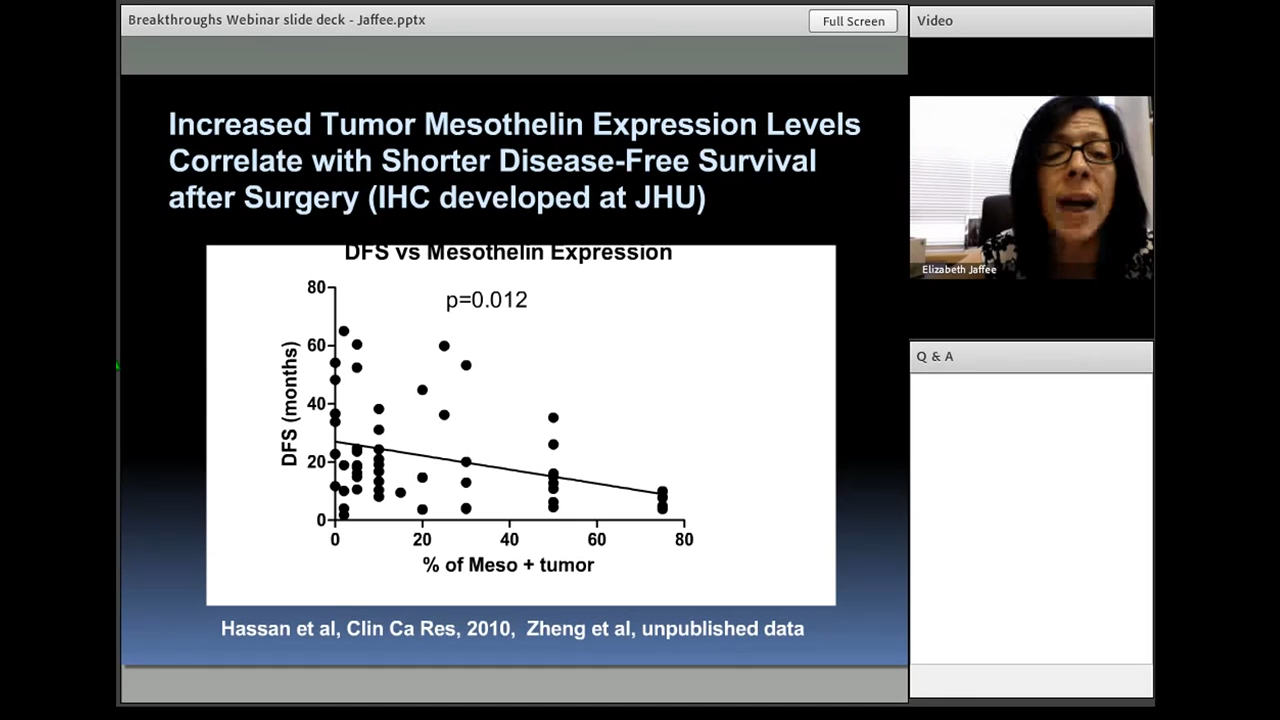 Breakthroughs Webinar slide deck - Jaffee.pptx
Full Screen
Video
Increased Tumor Mesothelin Expression Levels
Correlate with Shorter Disease-Free Survival
after Surgery (IHC developed at JHU)
Elizabeth Jaffee
DFS vs Mesothelin Expression
p=0.012
80
60
40
20
0
DFS (months)
0 20 40 60 80
% of Meso + tumor
Hassan et al, Clin Ca Res, 2010, Zheng et al, unpublished data
Q & A